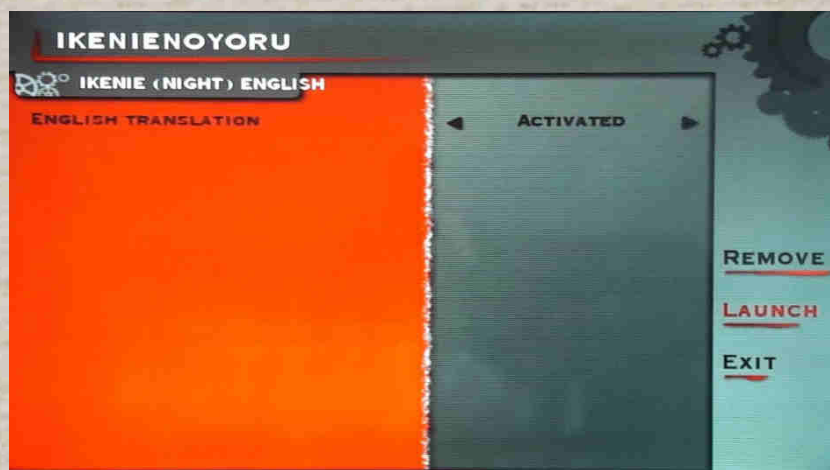 IKENIENOYORU
IKENIE (NIGHT) ENGLISH
ENGLISH TRANSLATION
ACTIVATED
REMOVE
LAUNCH
EXIT